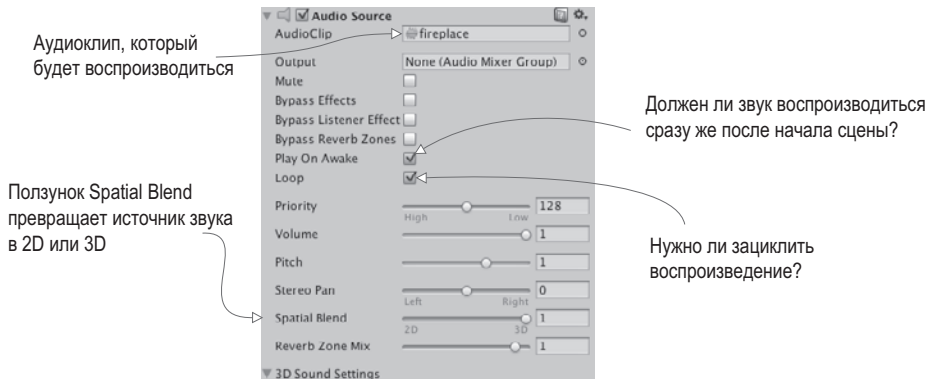 Audio Source
AudioClip
fireplace
Аудиоклип, который
будет воспроизводиться
Output
None (Audio Mixer Group)
Mute
Bypass Effects
Bypass Listener Effect
Bypass Reverb Zones
Play On Awake
Loop
Должен ли звук воспроизводиться
сразу же после начала сцены?
Ползунок Spatial Blend
превращает источник звука
в 2D или 3D
Priority
128
High
Low
Volume
1
Нужно ли зациклить
воспроизведение?
Pitch
1
Stereo Pan
0
Left
Right
Spatial Blend
1
2D
3D
Reverb Zone Mix
1
3D Sound Settings